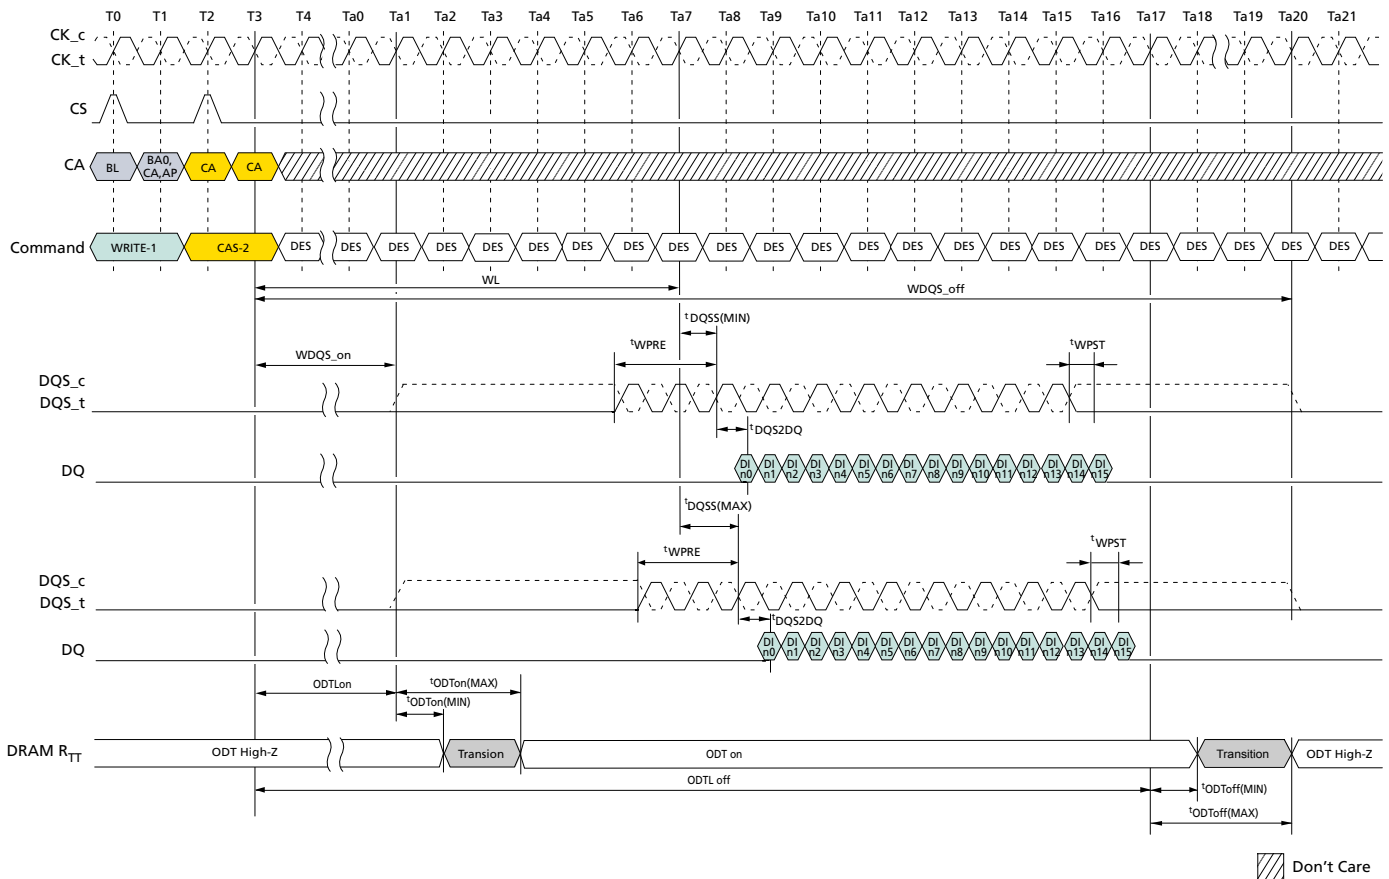 T0 T1 T2 T3 T4 Ta0 Ta1 Ta2 Ta3 Ta4 Ta5 Ta6 Ta7 Ta8 Ta9 Ta10 Ta11 Ta12 Ta13 Ta14 Ta15 Ta16 Ta17 Ta18 Ta19 Ta20 Ta21
CK_c
CK_t
CS
CA BL BA0, CA,AP CA CA
Command WRITE-1 CAS-2 DES DES DES DES DES DES DES DES DES DES DES DES DES DES DES DES DES DES DES DES DES DES DES
WL
WDQS_off
tDQSS(MIN)
tWPRE tWPST
WDQS_on
DQS_c
DQS_t
tDQS2DQ
DQ DI n0 DI n1 DI n2 DI n3 DI n4 DI n5 DI n6 DI n7 DI n8 DI n9 DI n10 DI n11 DI n12 DI n13 DI n14 DI n15
tDQSS(MAX)
tWPRE tWPST
DQS_c
DQS_t
tDQS2DQ
DQ DI n0 DI n1 DI n2 DI n3 DI n4 DI n5 DI n6 DI n7 DI n8 DI n9 DI n10 DI n11 DI n12 DI n13 DI n14 DI n15
ODTLon tODTon(MAX)
tODTon(MIN)
DRAM RTT ODT High-Z Transion ODT on Transition ODT High-Z
ODTL off tODToff(MIN)
tODToff(MAX)
Don't Care